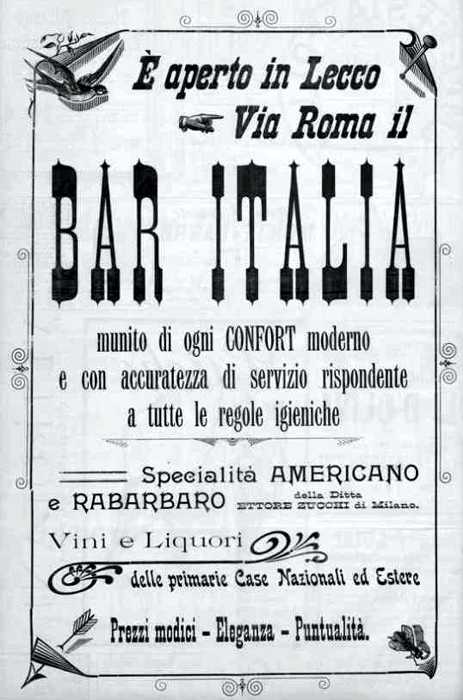 È aperto in Lecco
Via Roma il
BAR ITALIA
munito di ogni CONFORT moderno
e con accuratezza di servizio rispondente
a tutte le regole igieniche
Specialità AMERICANO
e RABARBARO della Ditta ETTORE ZUCCHI di Milano.
Vini e Liquori
delle primarie Case Nazionali ed Estere
Prezzi modici - Eleganza - Puntualità.